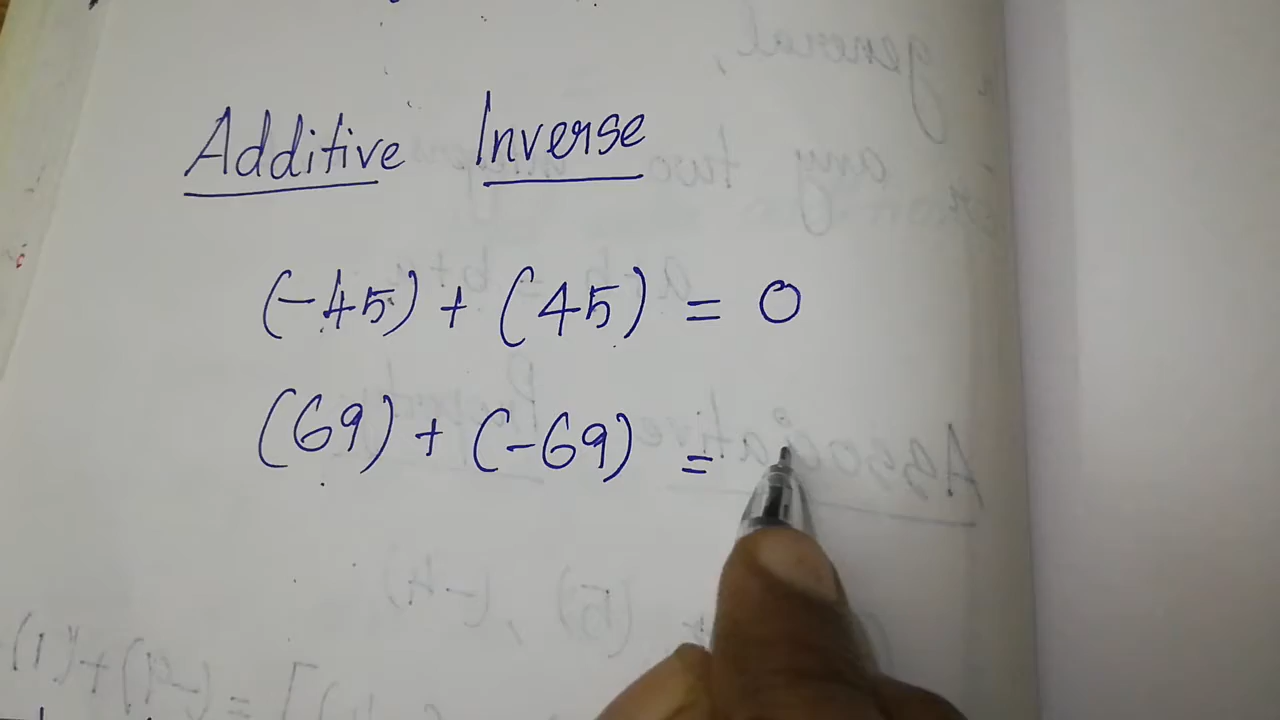 Additive Inverse
(-45) + (45) = 0
(69) + (-69) =